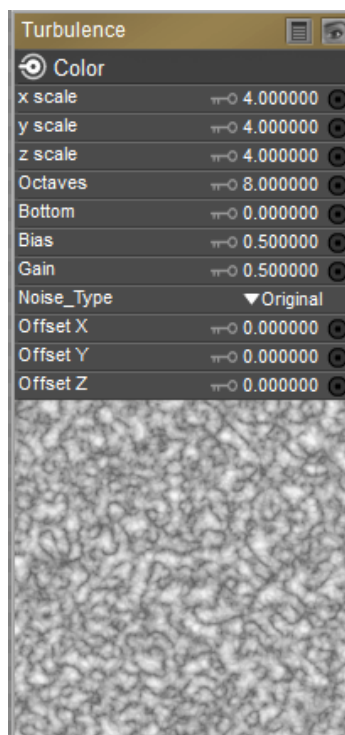 Turbulence
Color
x scale 4.000000
y scale 4.000000
z scale 4.000000
Octaves 8.000000
Bottom 0.000000
Bias 0.500000
Gain 0.500000
Noise_Type Original
Offset X 0.000000
Offset Y 0.000000
Offset Z 0.000000